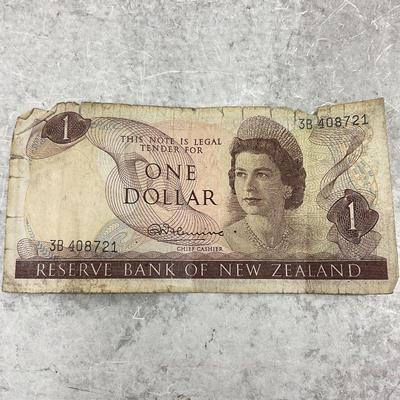 1
3B 408721
THIS NOTE IS LEGAL
TENDER FOR
ONE
DOLLAR
1
3B 408721
CHIEF CASHIER
RESERVE BANK OF NEW ZEALAND